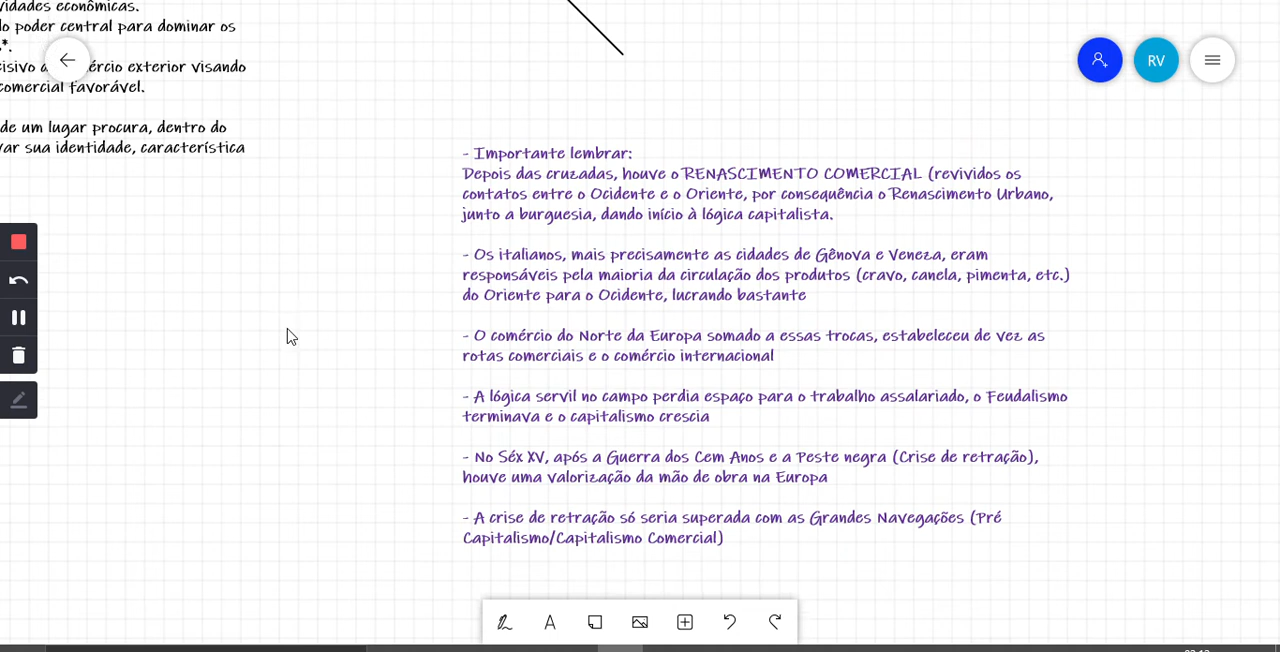 vidades econômicas.
do poder central para dominar os
*.
cisivo a mércio exterior visando
comercial favorável.
de um lugar procura, dentro do
var sua identidade, característica
RV
- Importante lembrar:
Depois das cruzadas, houve o RENASCIMENTO COMERCIAL (revividos os
contatos entre o Ocidente e o Oriente, por consequência o Renascimento Urbano,
junto a burguesia, dando início à lógica capitalista.
- Os italianos, mais precisamente as cidades de Gênova e Veneza, eram
responsáveis pela maioria da circulação dos produtos (cravo, canela, pimenta, etc.)
do Oriente para o Ocidente, lucrando bastante
- O comércio do Norte da Europa somado a essas trocas, estabeleceu de vez as
rotas comerciais e o comércio internacional
- A lógica servil no campo perdia espaço para o trabalho assalariado, o Feudalismo
terminava e o capitalismo crescia
- No Séx XV, após a Guerra dos Cem Anos e a Peste negra (Crise de retração),
houve uma valorização da mão de obra na Europa
- A crise de retração só seria superada com as Grandes Navegações (Pré
Capitalismo/Capitalismo Comercial)